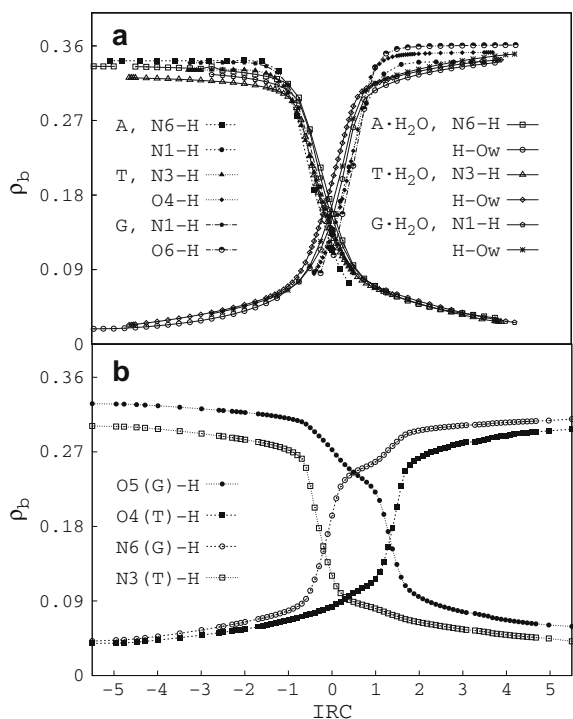 a
0.36
0.27
0.18
0.09
0
ρb
A, N6-H
N1-H
T, N3-H
O4-H
G, N1-H
O6-H
A·H2O, N6-H
H-Ow
T·H2O, N3-H
H-Ow
G·H2O, N1-H
H-Ow
b
0.36
0.27
0.18
0.09
0
ρb
O5(G)-H
O4(T)-H
N6(G)-H
N3(T)-H
-5 -4 -3 -2 -1 0 1 2 3 4 5
IRC